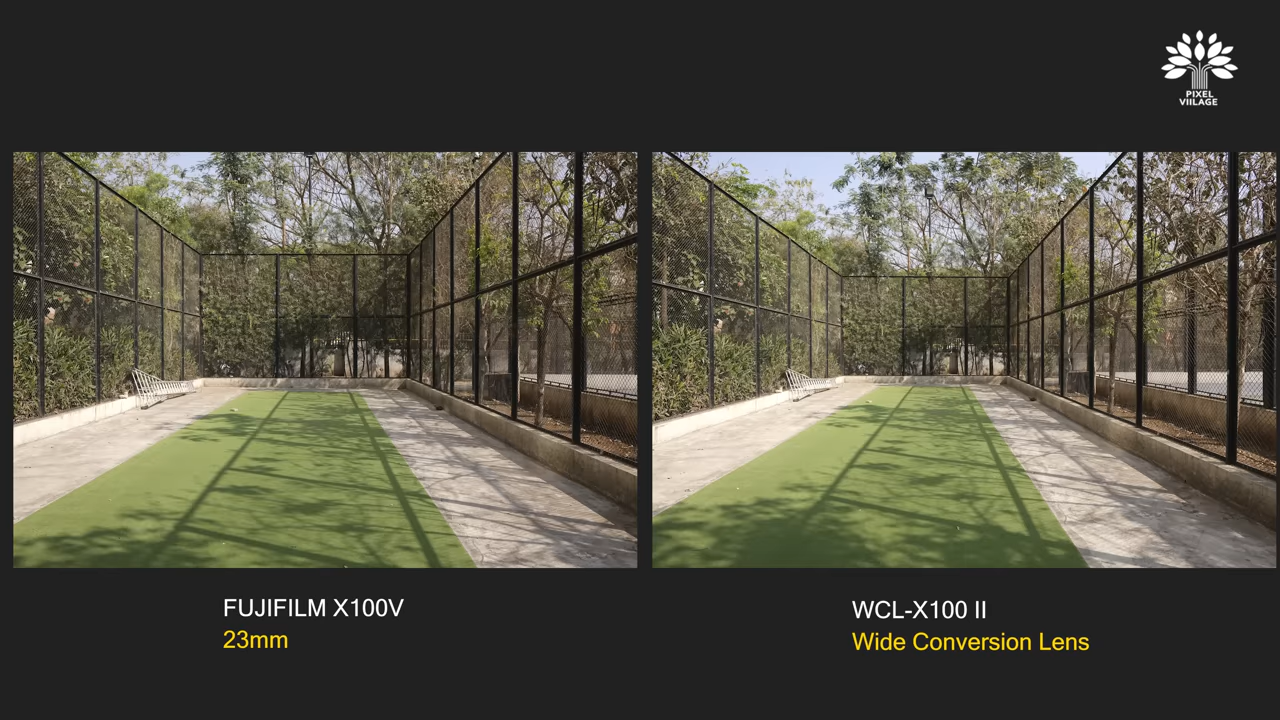 PIXEL
VIILAGE
FUJIFILM X100V
23mm
WCL-X100 II
Wide Conversion Lens